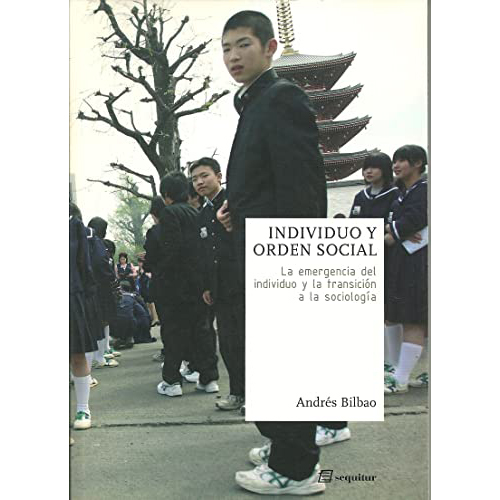 INDIVIDUO Y
ORDEN SOCIAL
La emergencia del
individuo y la transición
a la sociología
Andrés Bilbao
sequitur